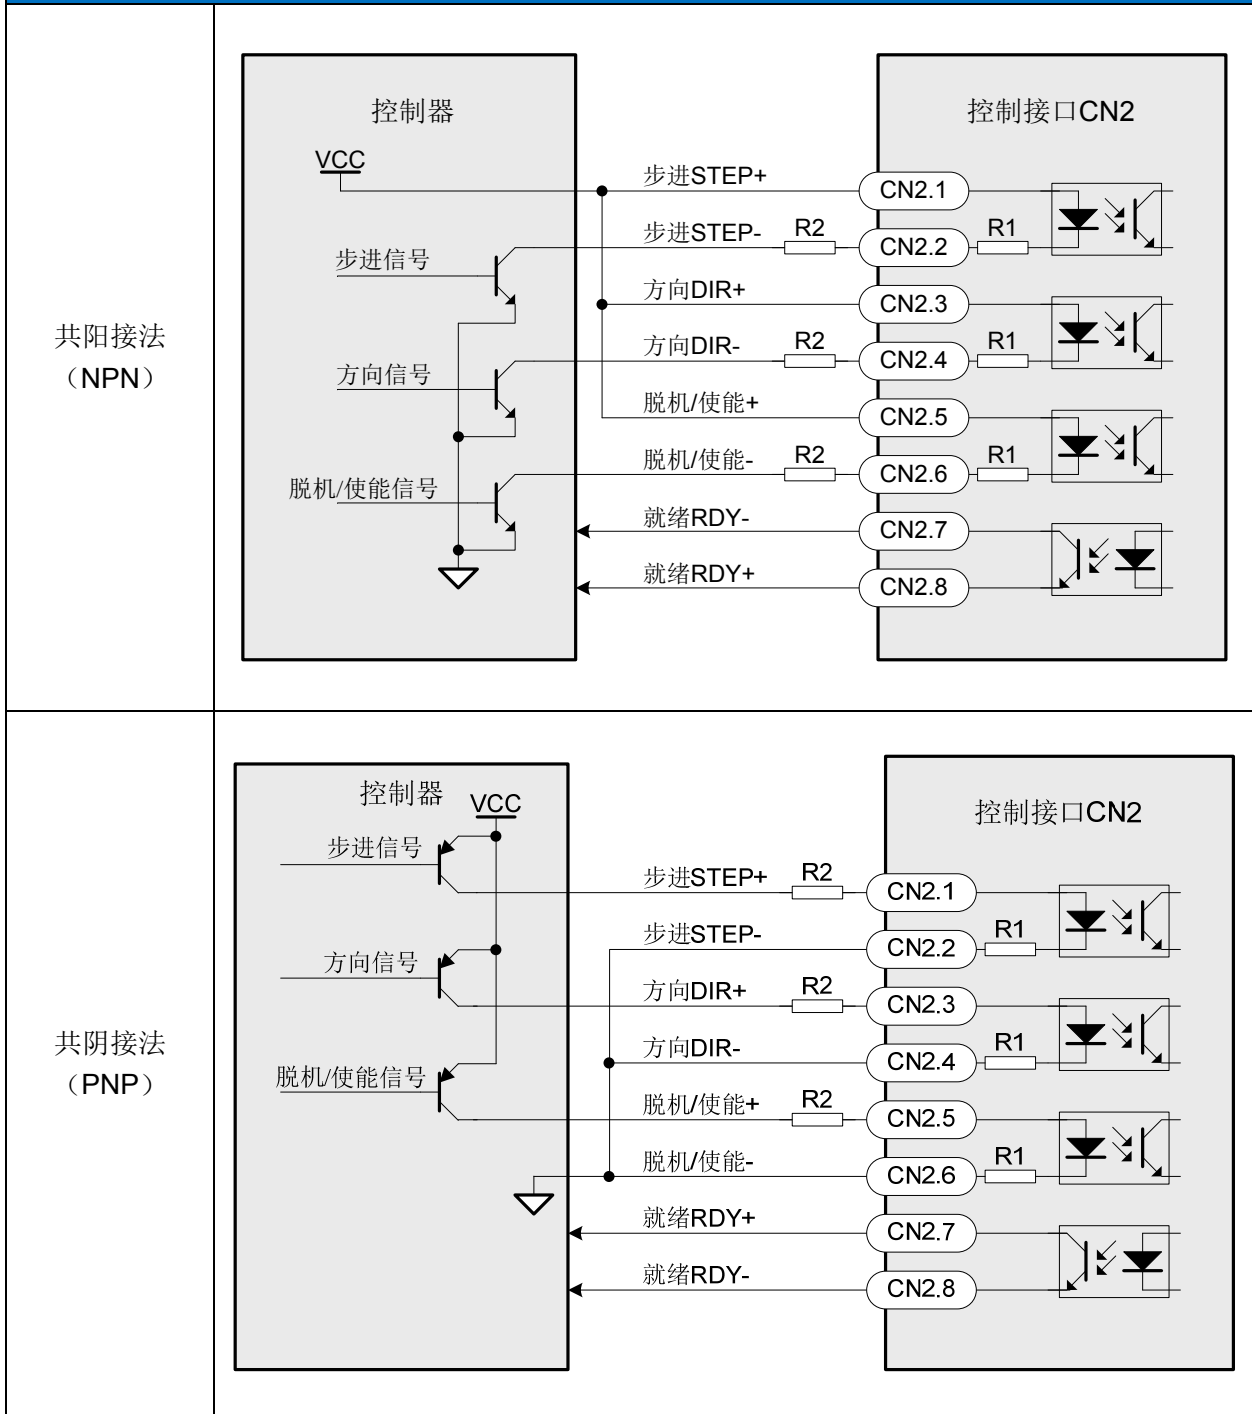 共阳接法
（NPN）
控制器
控制接口CN2
VCC
步进STEP+
CN2.1
步进信号
步进STEP-
R2
CN2.2
R1
方向DIR+
CN2.3
方向信号
方向DIR-
R2
CN2.4
R1
脱机/使能+
CN2.5
脱机/使能信号
脱机/使能-
R2
CN2.6
R1
就绪RDY-
CN2.7
就绪RDY+
CN2.8
共阴接法
（PNP）
控制器
VCC
控制接口CN2
步进信号
步进STEP+
R2
CN2.1
步进STEP-
CN2.2
R1
方向信号
方向DIR+
R2
CN2.3
方向DIR-
CN2.4
R1
脱机/使能信号
脱机/使能+
R2
CN2.5
脱机/使能-
CN2.6
R1
就绪RDY+
CN2.7
就绪RDY-
CN2.8